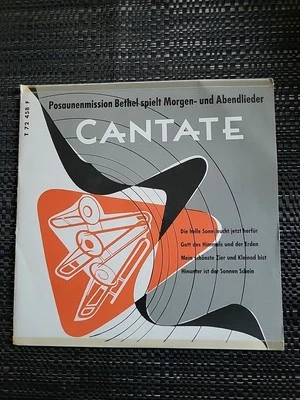 Posaunenmission Bethel spielt Morgen- und Abendlieder
CANTATE
T 72 458 F
Die helle Sonn leucht jetzt herfür
Gott des Himmels und der Erden
Mein schönste Zier und Kleinod bist
Hinunter ist der Sonnen Schein